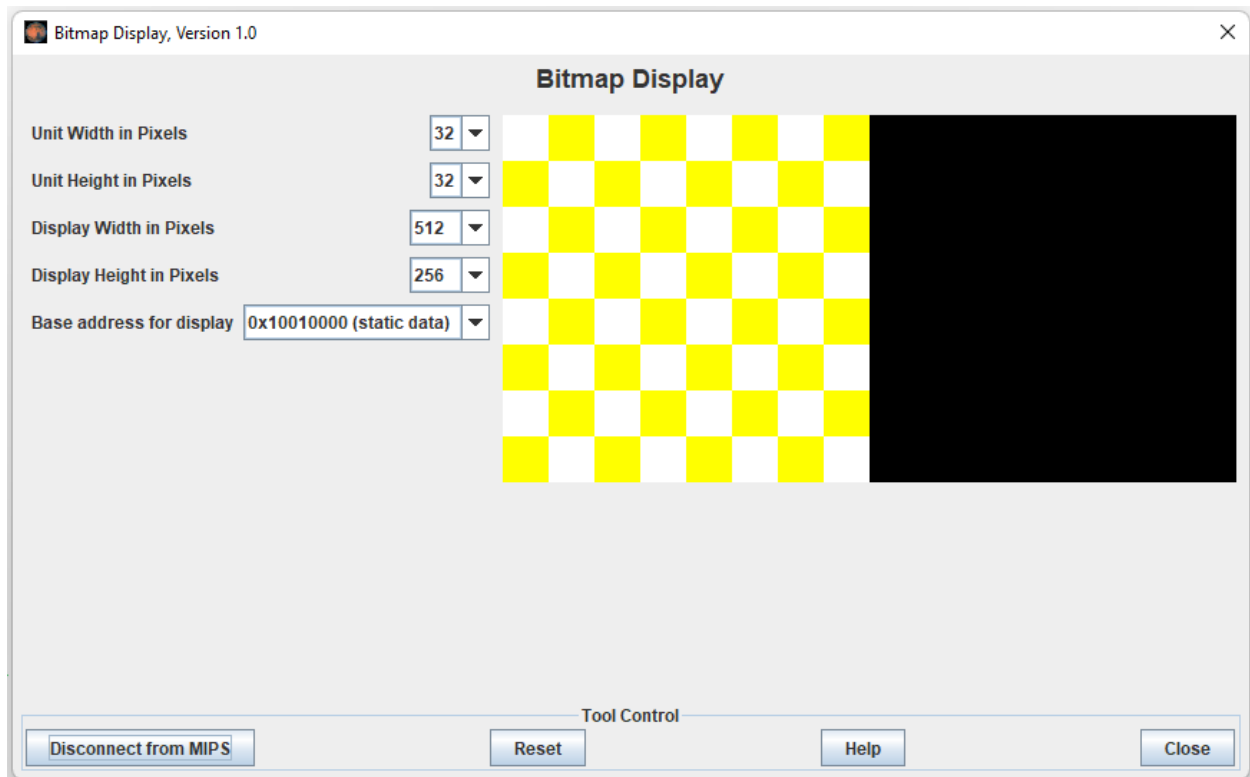 Bitmap Display, Version 1.0
Bitmap Display
Unit Width in Pixels 32
Unit Height in Pixels 32
Display Width in Pixels 512
Display Height in Pixels 256
Base address for display 0x10010000 (static data)
Tool Control
Disconnect from MIPS Reset Help Close